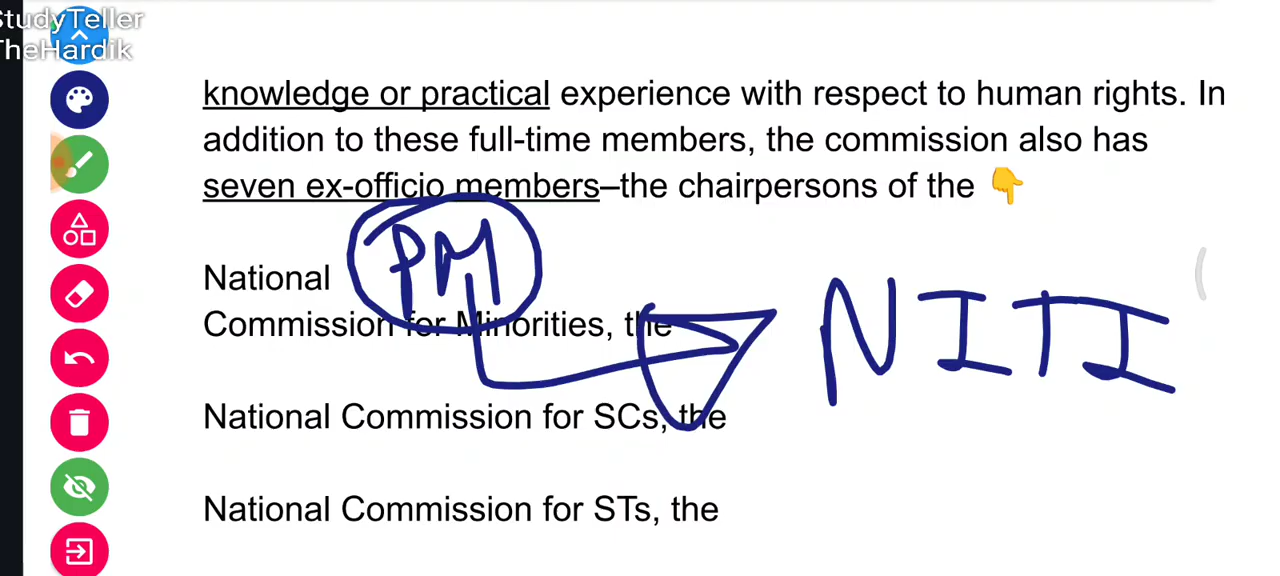 StudyTeller
TheHardik
knowledge or practical experience with respect to human rights. In
addition to these full-time members, the commission also has
seven ex-officio members–the chairpersons of the 👇
PM
National
NITI
Commission for Minorities, the
National Commission for SCs, the
National Commission for STs, the